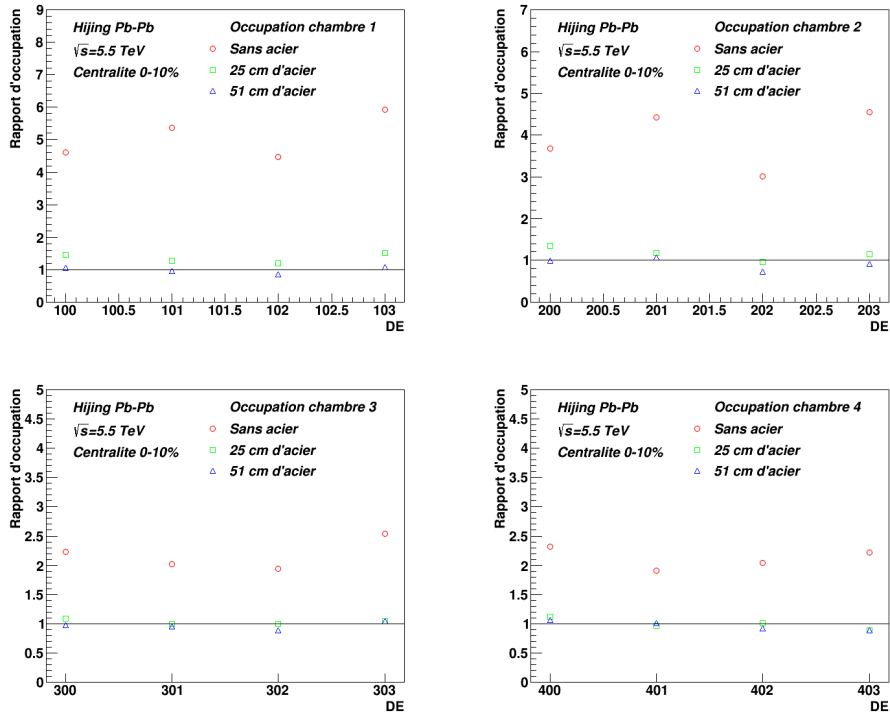 Rapport d'occupation
9
8
7
6
5
4
3
2
1
0
Hijing Pb-Pb
√s=5.5 TeV
Centralite 0-10%
Occupation chambre 1
Sans acier
25 cm d'acier
51 cm d'acier
100 100.5 101 101.5 102 102.5 103
DE
Rapport d'occupation
7
6
5
4
3
2
1
0
Hijing Pb-Pb
√s=5.5 TeV
Centralite 0-10%
Occupation chambre 2
Sans acier
25 cm d'acier
51 cm d'acier
200 200.5 201 201.5 202 202.5 203
DE
Rapport d'occupation
5
4.5
4
3.5
3
2.5
2
1.5
1
0.5
0
Hijing Pb-Pb
√s=5.5 TeV
Centralite 0-10%
Occupation chambre 3
Sans acier
25 cm d'acier
51 cm d'acier
300 301 302 303
DE
Rapport d'occupation
5
4.5
4
3.5
3
2.5
2
1.5
1
0.5
0
Hijing Pb-Pb
√s=5.5 TeV
Centralite 0-10%
Occupation chambre 4
Sans acier
25 cm d'acier
51 cm d'acier
400 401 402 403
DE